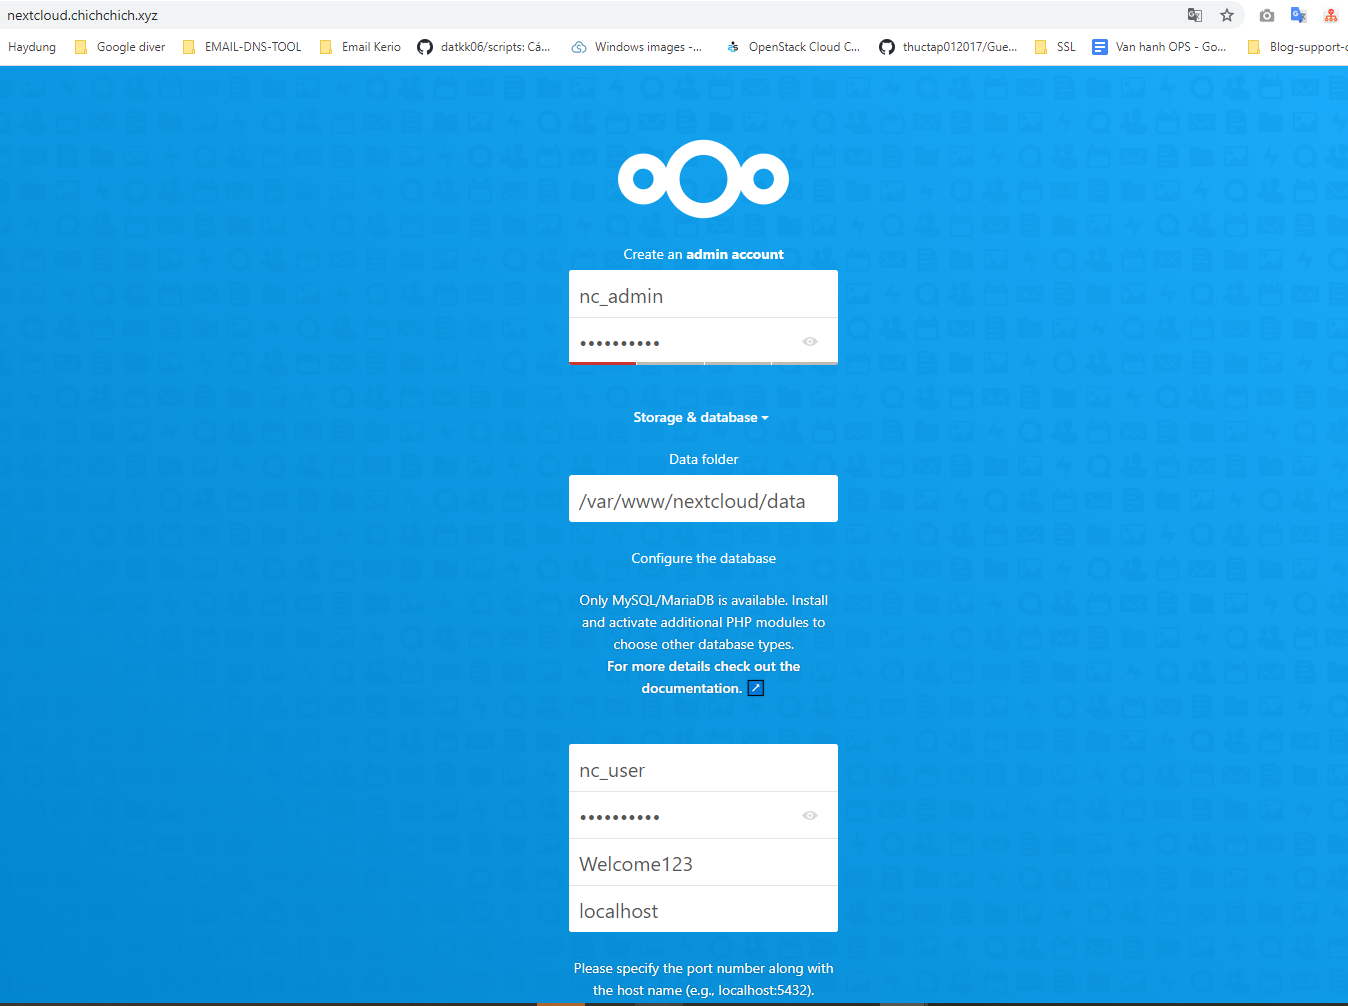 nextcloud.chichchich.xyz
Haydung Google diver EMAIL-DNS-TOOL Email Kerio datkk06/scripts: Cá... Windows images -... OpenStack Cloud C... thuctap012017/Gue... SSL Van hanh OPS - Go... Blog-support-c
Create an admin account
nc_admin
••••••••••
Storage & database
Data folder
/var/www/nextcloud/data
Configure the database
Only MySQL/MariaDB is available. Install
and activate additional PHP modules to
choose other database types.
For more details check out the
documentation. ↗
nc_user
••••••••••
Welcome123
localhost
Please specify the port number along with
the host name (e.g., localhost:5432).